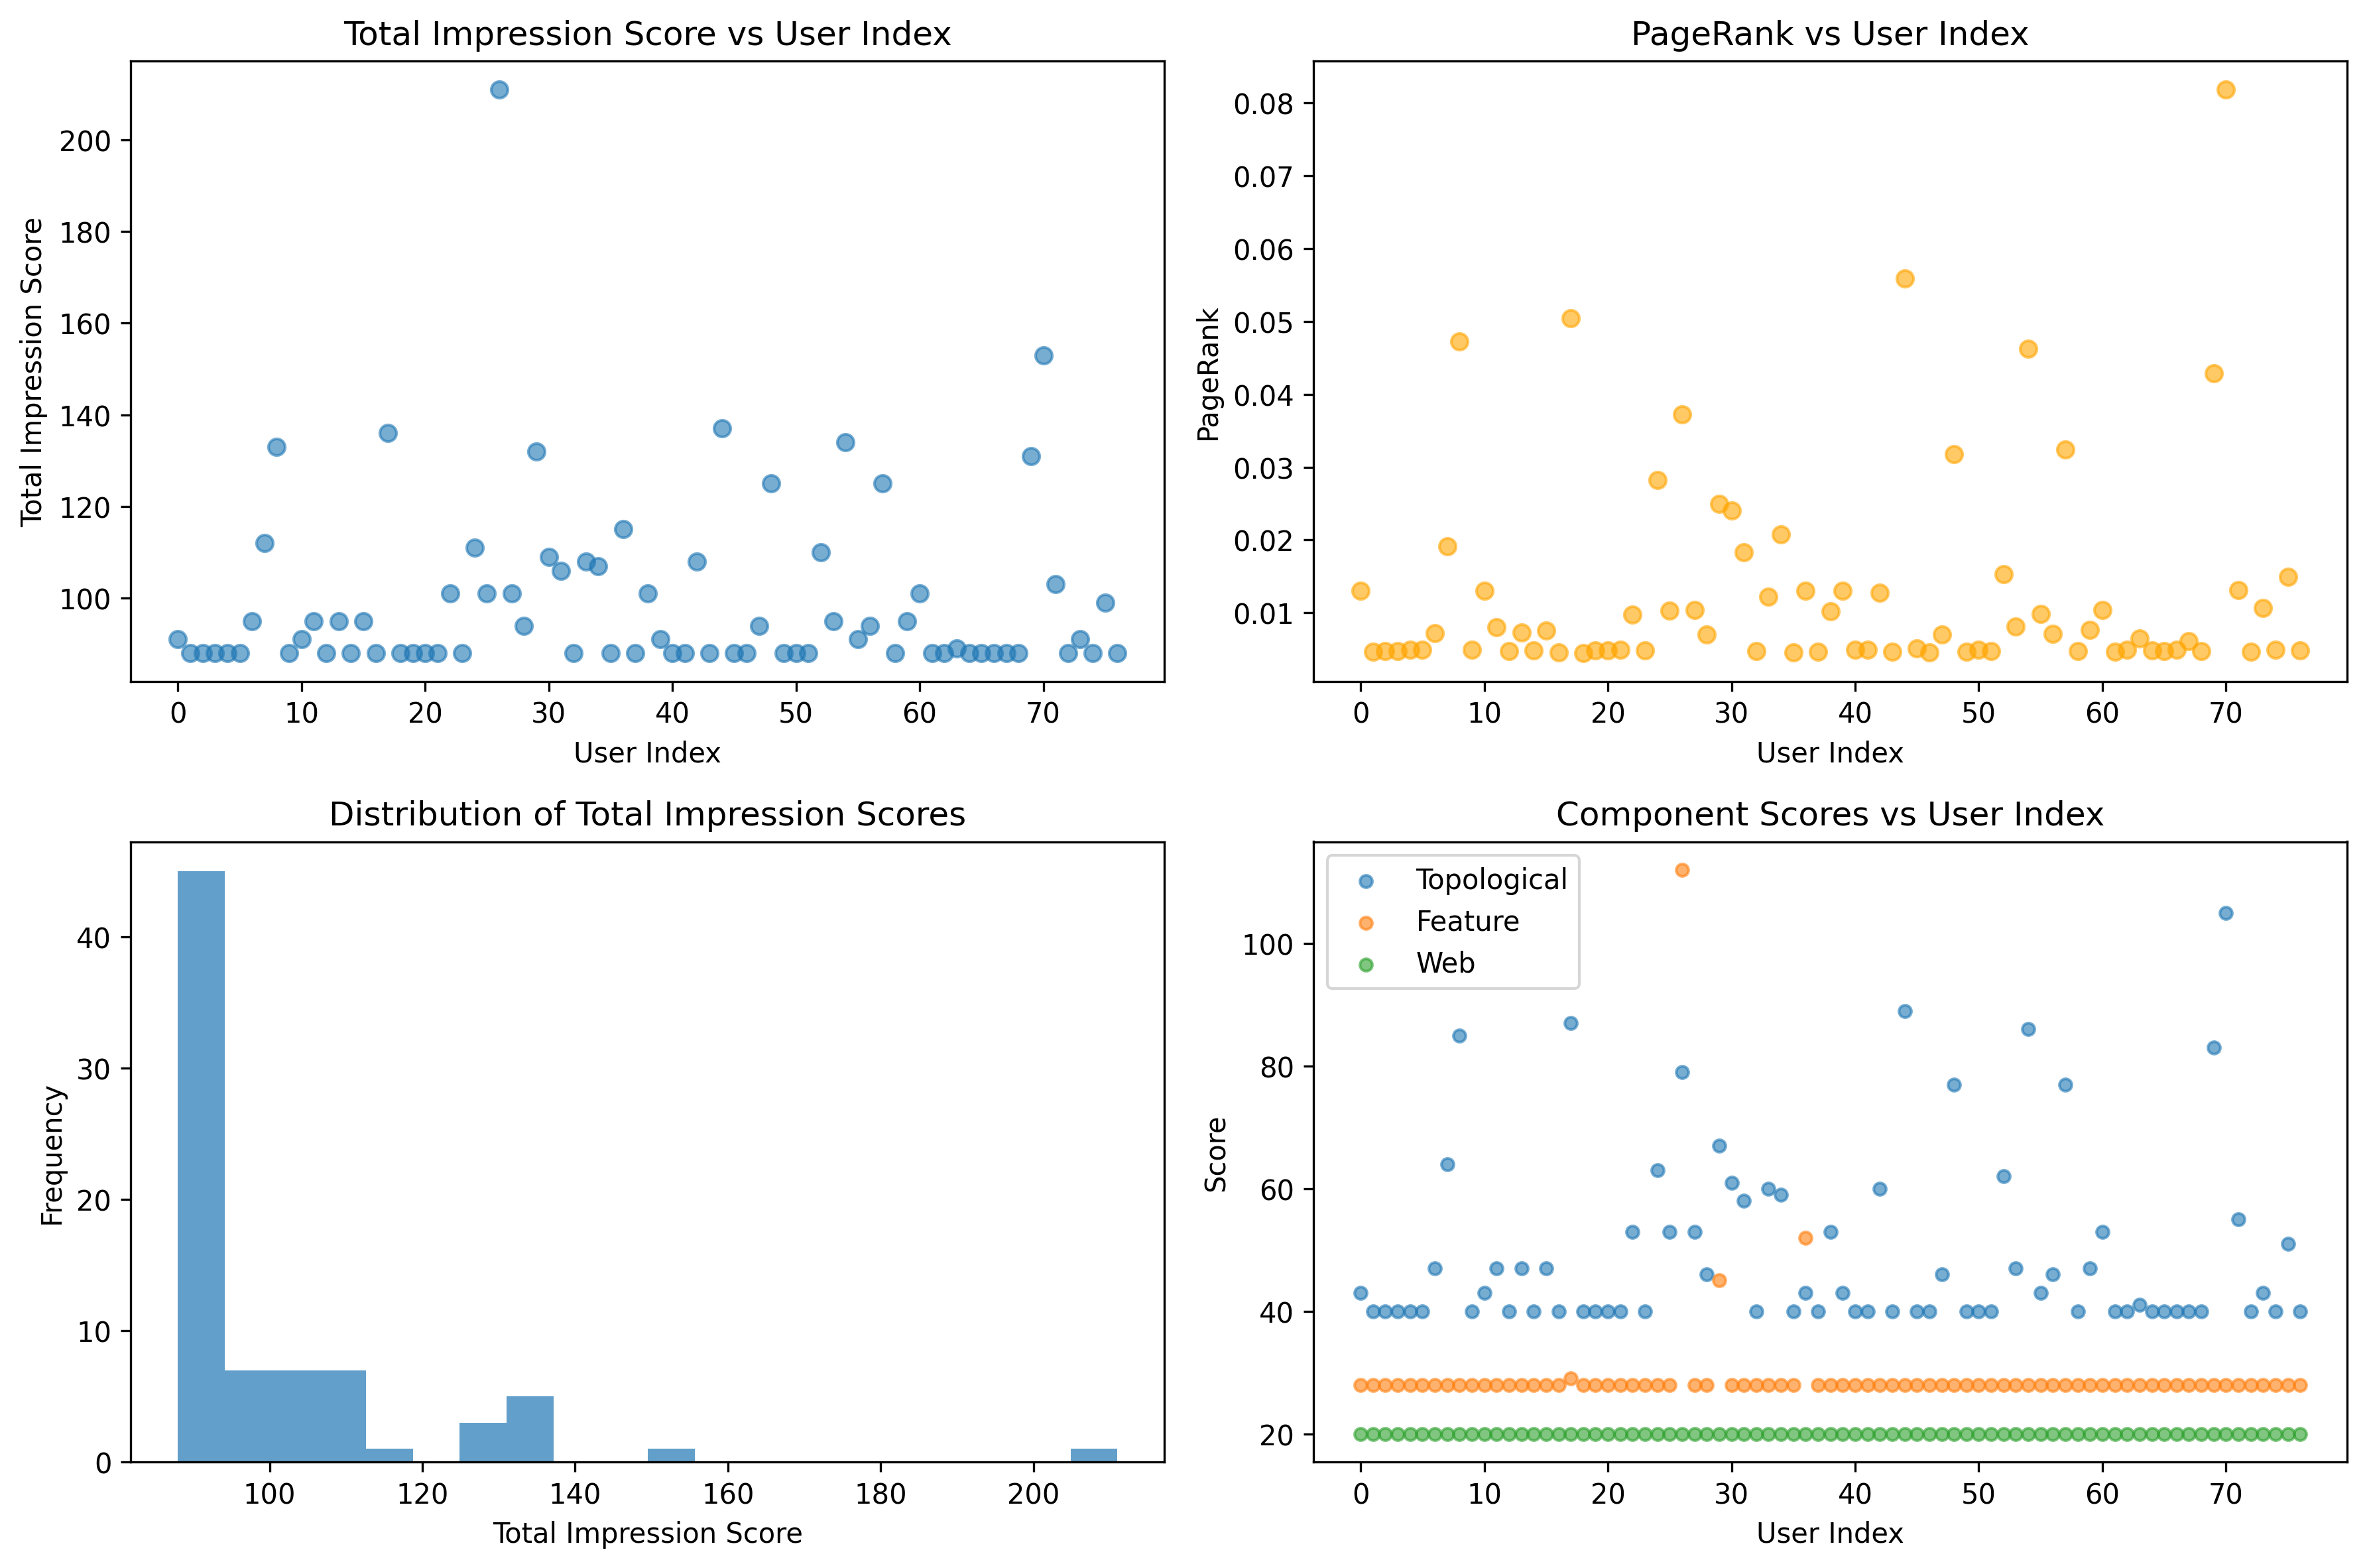 Total Impression Score vs User Index
Total Impression Score
200
180
160
140
120
100
0 10 20 30 40 50 60 70
User Index
PageRank vs User Index
PageRank
0.08
0.07
0.06
0.05
0.04
0.03
0.02
0.01
0 10 20 30 40 50 60 70
User Index
Distribution of Total Impression Scores
Frequency
40
30
20
10
0
100 120 140 160 180 200
Total Impression Score
Component Scores vs User Index
Topological
Feature
Web
Score
100
80
60
40
20
0 10 20 30 40 50 60 70
User Index